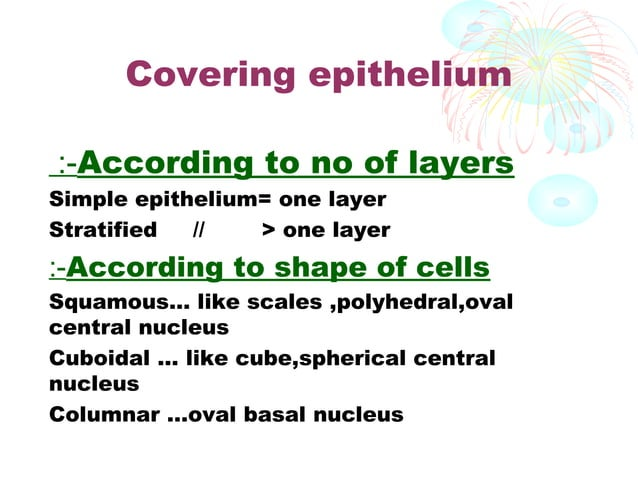 Covering epithelium
:-According to no of layers
Simple epithelium= one layer
Stratified // > one layer
:-According to shape of cells
Squamous... like scales ,polyhedral,oval
central nucleus
Cuboidal ... like cube,spherical central
nucleus
Columnar ...oval basal nucleus